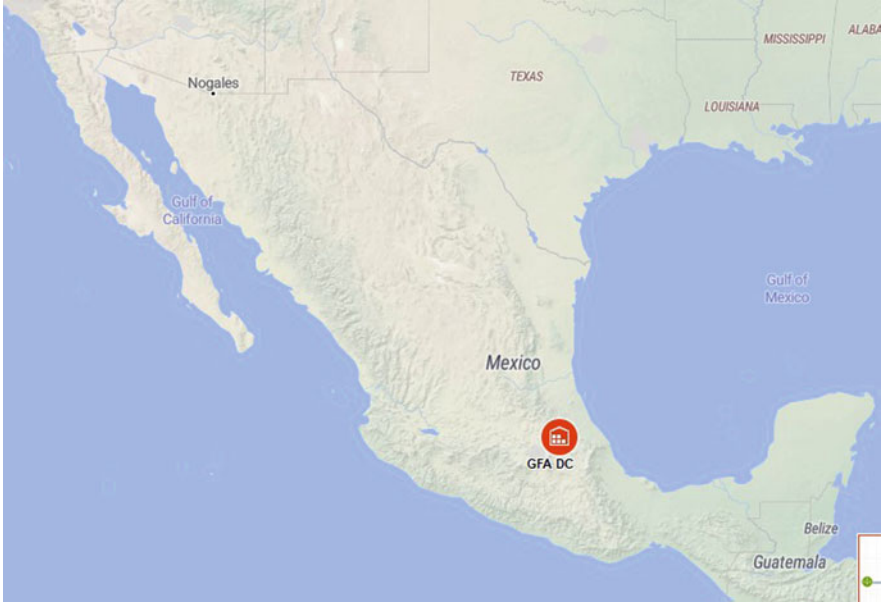 MISSISSIPPI
ALABA
TEXAS
Nogales
LOUISIANA
Gulf of
California
Gulf of
Mexico
Mexico
GFA DC
Belize
Guatemala